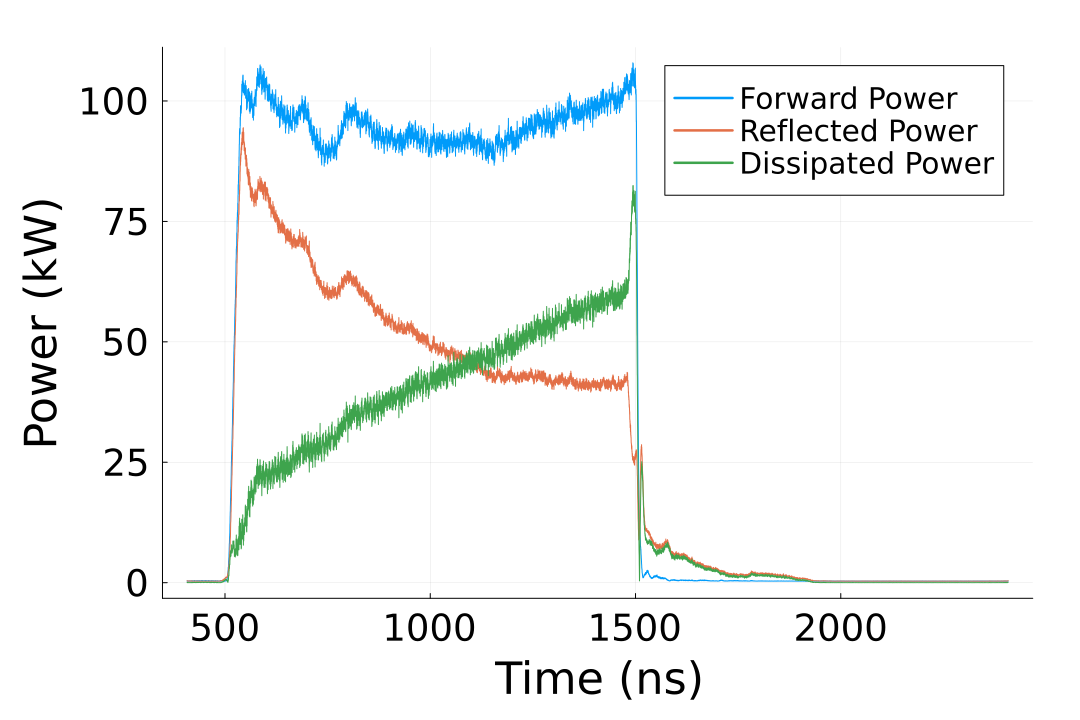 Power (kW)
100
75
50
25
0
Forward Power
Reflected Power
Dissipated Power
500 1000 1500 2000
Time (ns)